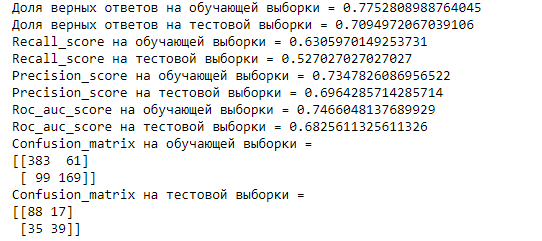 Доля верных ответов на обучающей выборки = 0.7752808988764045
Доля верных ответов на тестовой выборки = 0.7094972067039106
Recall_score на обучающей выборки = 0.6305970149253731
Recall_score на тестовой выборки = 0.527027027027027
Precision_score на обучающей выборки = 0.7347826086956522
Precision_score на тестовой выборки = 0.6964285714285714
Roc_auc_score на обучающей выборки = 0.7466048137689929
Roc_auc_score на тестовой выборки = 0.6825611325611326
Confusion_matrix на обучающей выборки =
[[383  61]
 [ 99 169]]
Confusion_matrix на тестовой выборки =
[[88 17]
 [35 39]]